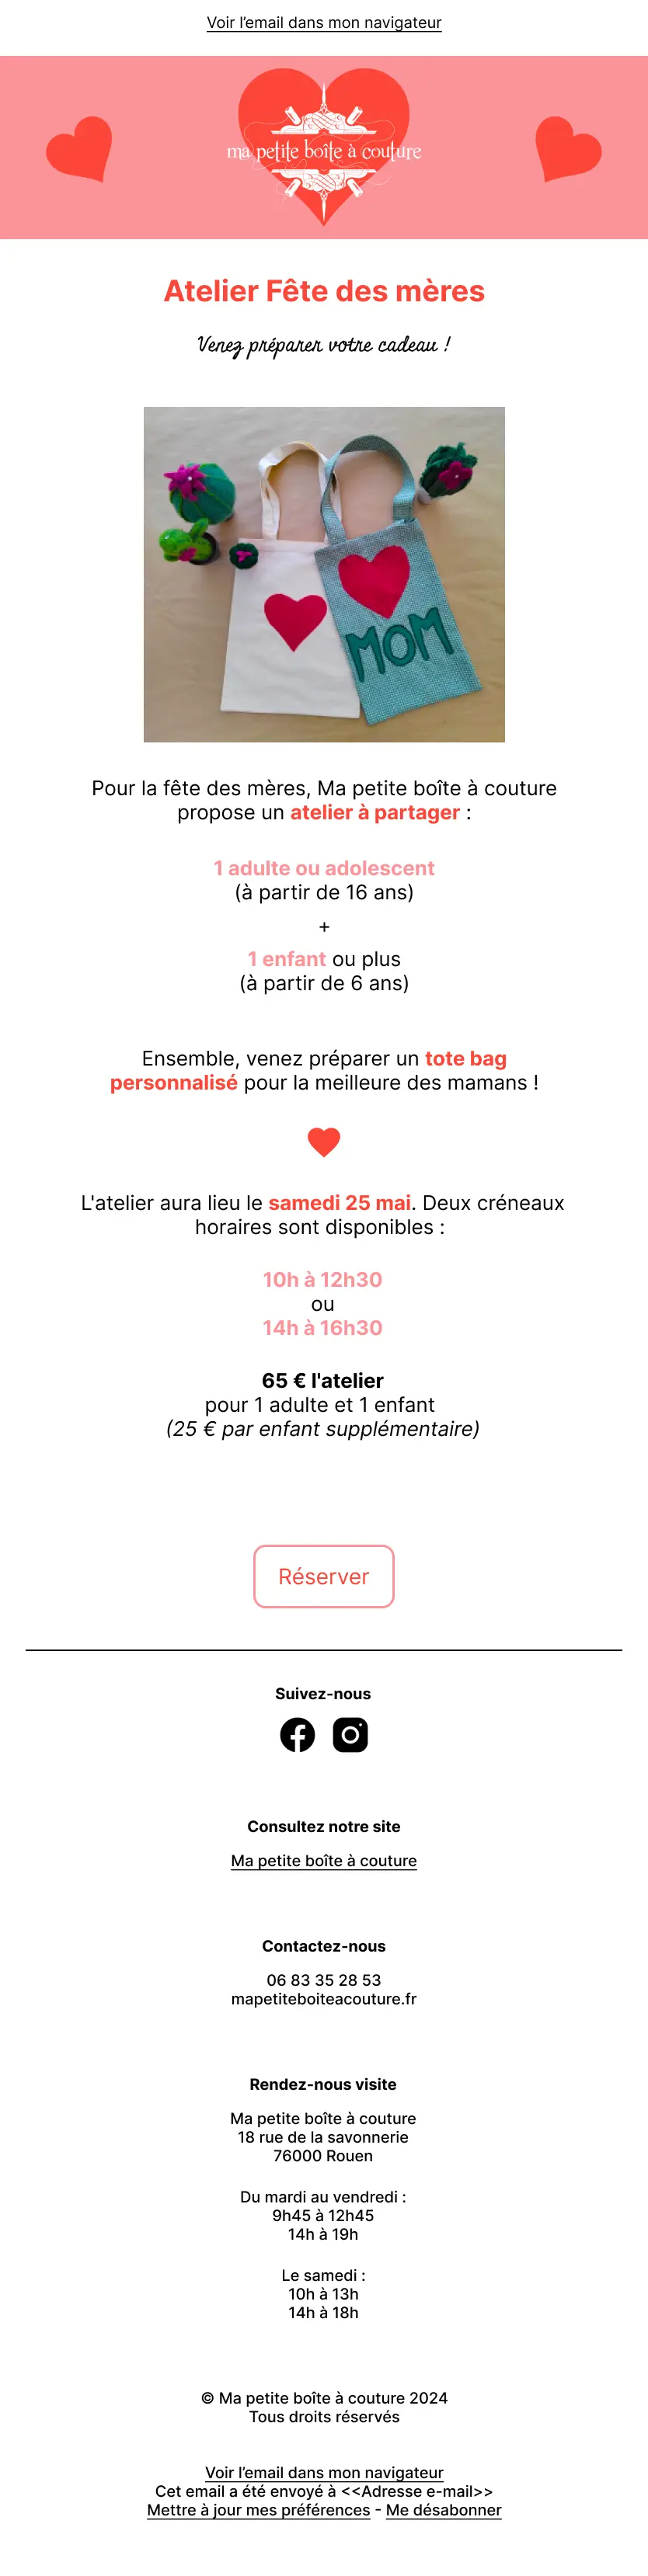 Voir l’email dans mon navigateur
ma petite boîte à couture
Atelier Fête des mères
Venez préparer votre cadeau !
MOM
Pour la fête des mères, Ma petite boîte à couture
propose un atelier à partager :
1 adulte ou adolescent
(à partir de 16 ans)
+
1 enfant ou plus
(à partir de 6 ans)
Ensemble, venez préparer un tote bag
personnalisé pour la meilleure des mamans !
L'atelier aura lieu le samedi 25 mai. Deux créneaux
horaires sont disponibles :
10h à 12h30
ou
14h à 16h30
65 € l'atelier
pour 1 adulte et 1 enfant
(25 € par enfant supplémentaire)
Réserver
Suivez-nous
Consultez notre site
Ma petite boîte à couture
Contactez-nous
06 83 35 28 53
mapetiteboiteacouture.fr
Rendez-nous visite
Ma petite boîte à couture
18 rue de la savonnerie
76000 Rouen
Du mardi au vendredi :
9h45 à 12h45
14h à 19h
Le samedi :
10h à 13h
14h à 18h
© Ma petite boîte à couture 2024
Tous droits réservés
Voir l’email dans mon navigateur
Cet email a été envoyé à <<Adresse e-mail>>
Mettre à jour mes préférences - Me désabonner